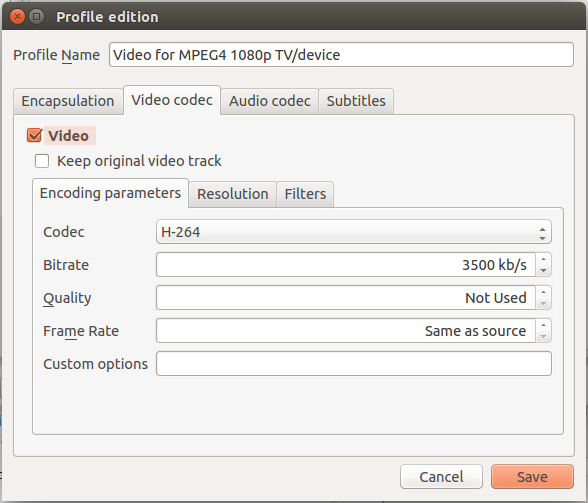 Profile edition
Profile Name Video for MPEG4 1080p TV/device
Encapsulation Video codec Audio codec Subtitles
Video
Keep original video track
Encoding parameters Resolution Filters
Codec H-264
Bitrate 3500 kb/s
Quality Not Used
Frame Rate Same as source
Custom options
Cancel Save